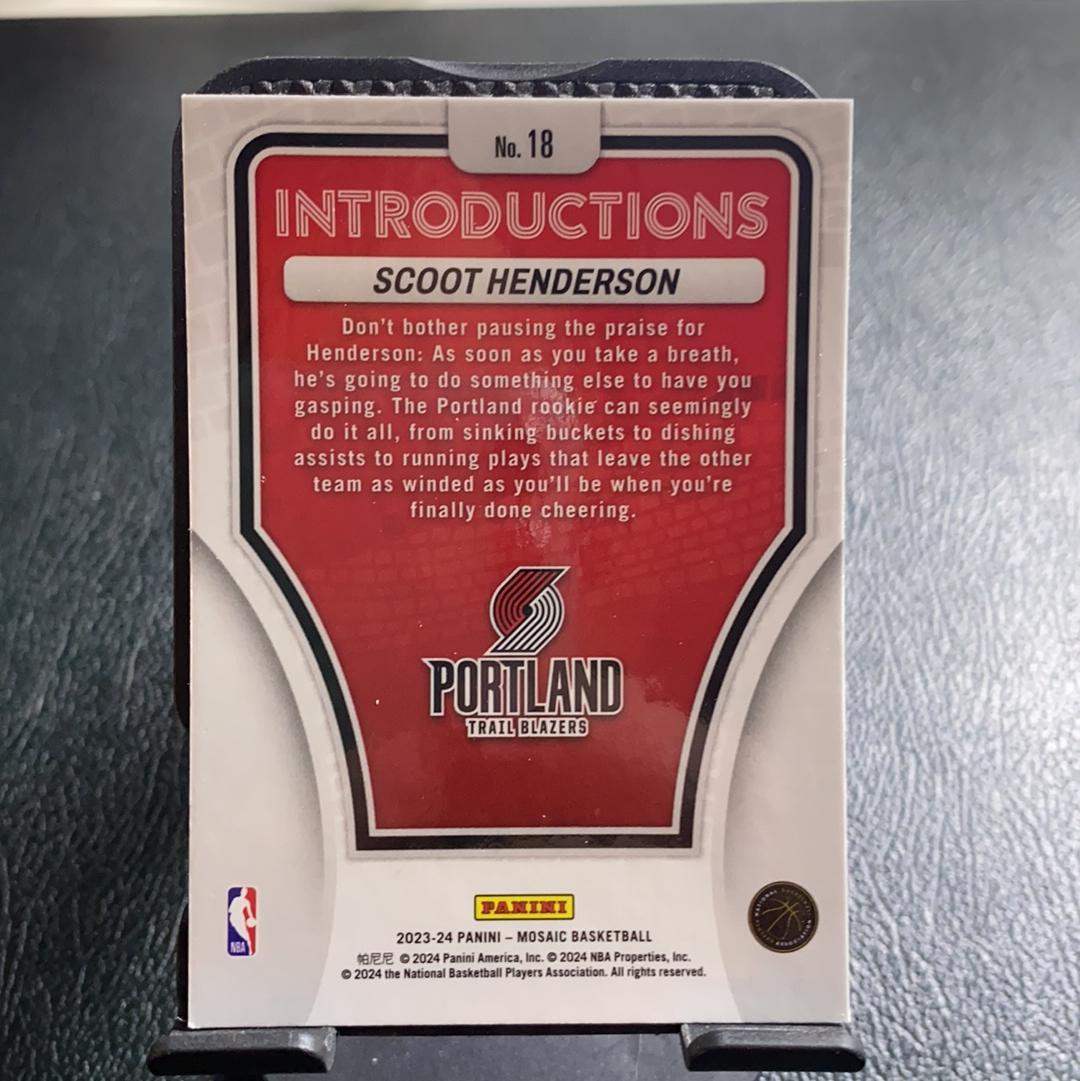 No. 18
INTRODUCTIONS
SCOOT HENDERSON
Don't bother pausing the praise for
Henderson: As soon as you take a breath,
he's going to do something else to have you
gasping. The Portland rookie can seemingly
do it all, from sinking buckets to dishing
assists to running plays that leave the other
team as winded as you'll be when you're
finally done cheering.
PORTLAND
TRAIL BLAZERS
NBA
PANINI
2023-24 PANINI – MOSAIC BASKETBALL
帕尼尼 © 2024 Panini America, Inc. © 2024 NBA Properties, Inc.
© 2024 the National Basketball Players Association. All rights reserved.
NATIONAL BASKETBALL
PLAYERS ASSOCIATION